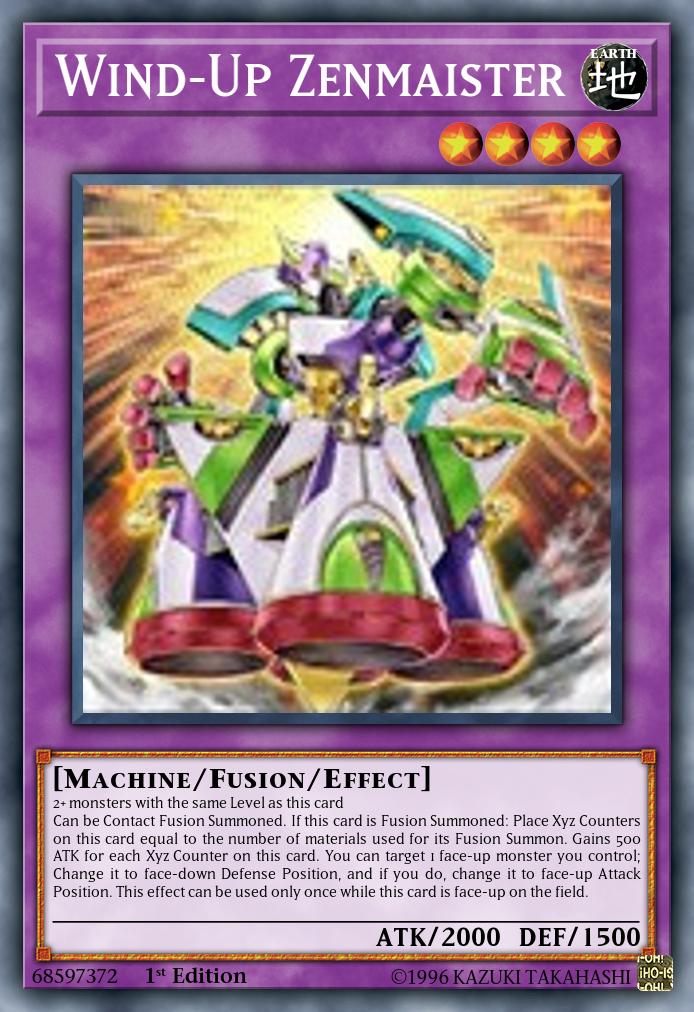 WIND-UP ZENMAISTER
EARTH
地
[MACHINE/FUSION/EFFECT]
2+ monsters with the same Level as this card
Can be Contact Fusion Summoned. If this card is Fusion Summoned: Place Xyz Counters
on this card equal to the number of materials used for its Fusion Summon. Gains 500
ATK for each Xyz Counter on this card. You can target 1 face-up monster you control;
Change it to face-down Defense Position, and if you do, change it to face-up Attack
Position. This effect can be used only once while this card is face-up on the field.
ATK/2000 DEF/1500
68597372 1st Edition ©1996 KAZUKI TAKAHASHI